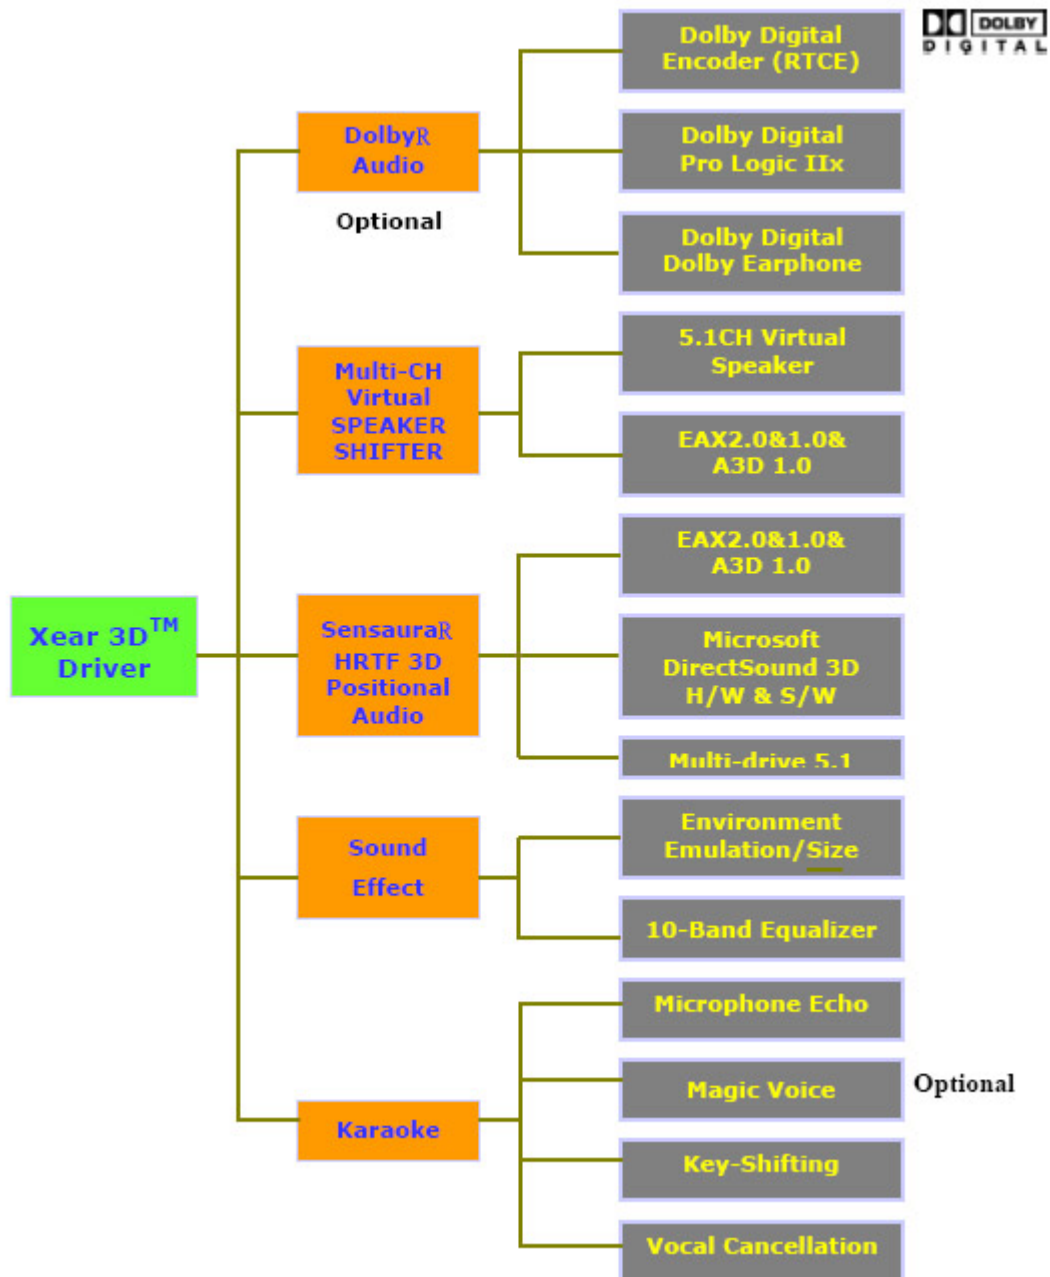 DOLBY
DIGITAL
Dolby Digital
Encoder (RTCE)
DolbyR
Audio
Optional
Dolby Digital
Pro Logic IIx
Dolby Digital
Dolby Earphone
Multi-CH
Virtual
SPEAKER
SHIFTER
5.1CH Virtual
Speaker
EAX2.0&1.0&
A3D 1.0
Xear 3D™
Driver
SensauraR
HRTF 3D
Positional
Audio
EAX2.0&1.0&
A3D 1.0
Microsoft
DirectSound 3D
H/W & S/W
Multi-drive 5.1
Sound
Effect
Environment
Emulation/Size
10-Band Equalizer
Karaoke
Microphone Echo
Magic Voice
Optional
Key-Shifting
Vocal Cancellation